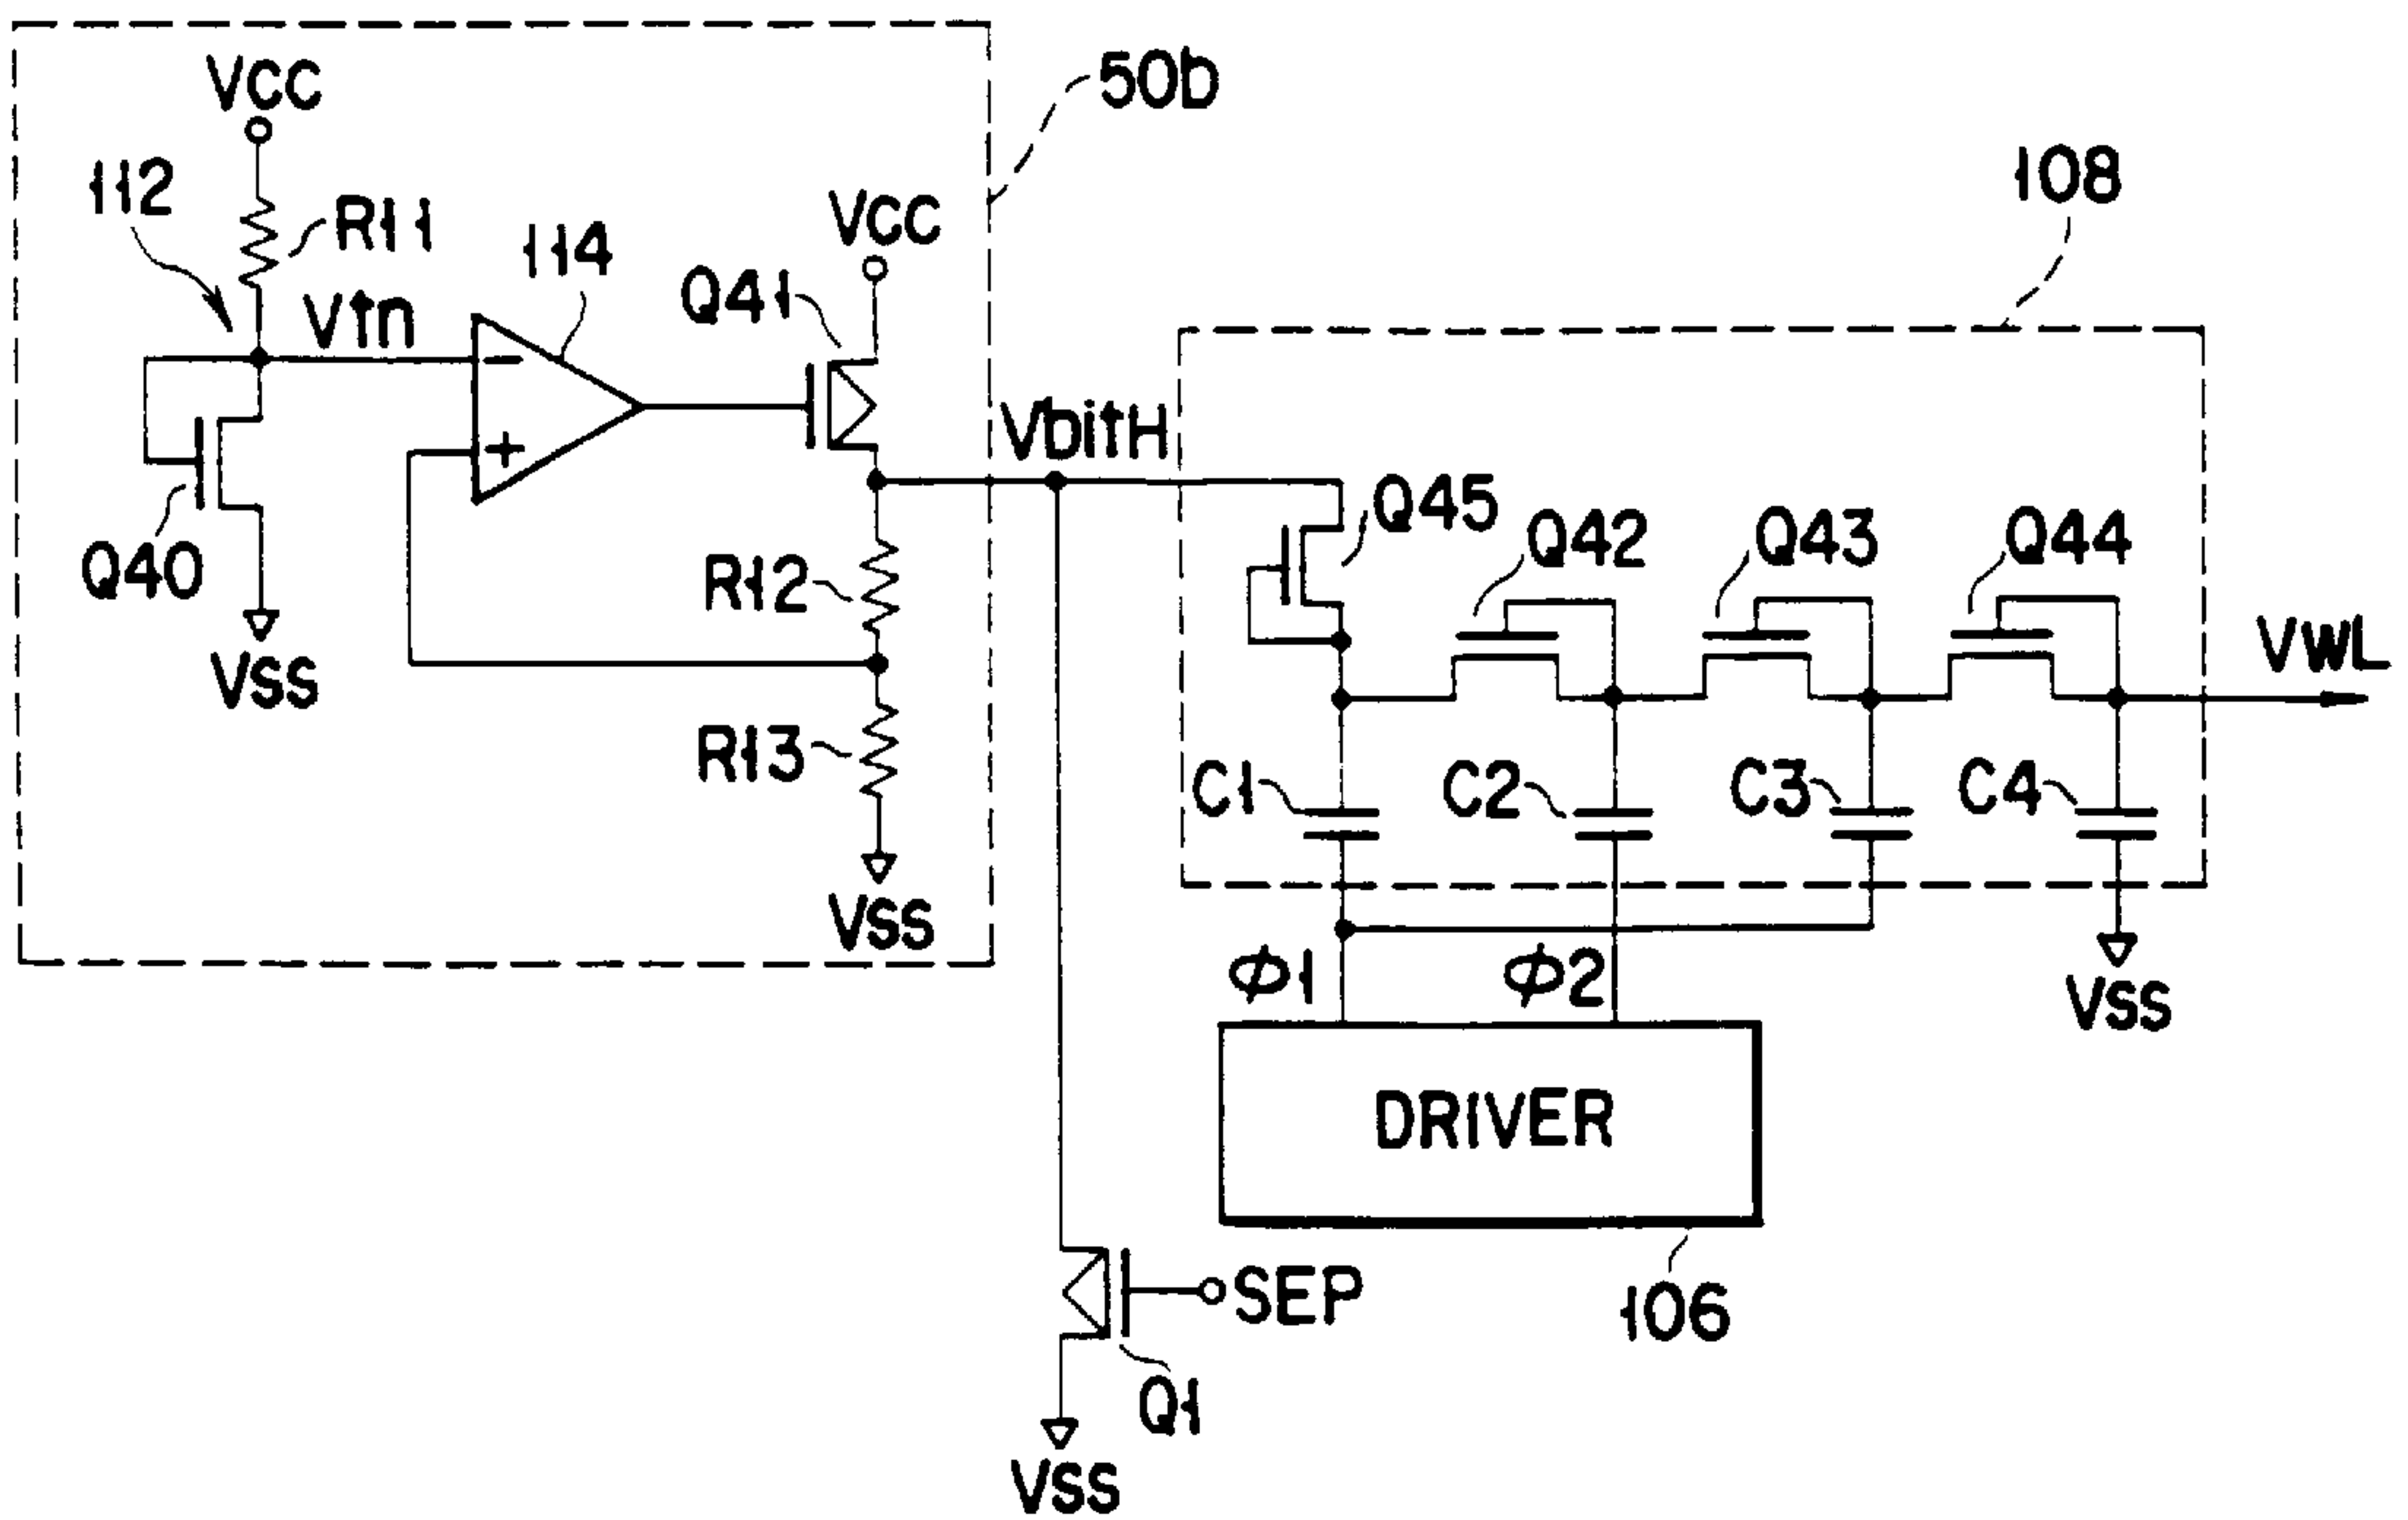 VCC
50b
112
R11
VCC
108
114
Vtn
Q41
−
VbitH
+
Q45
Q42
Q43
Q44
Q40
R12
VWL
VSS
R13
C1
C2
C3
C4
VSS
Φ1
Φ2
VSS
DRIVER
SEP
106
Q1
VSS